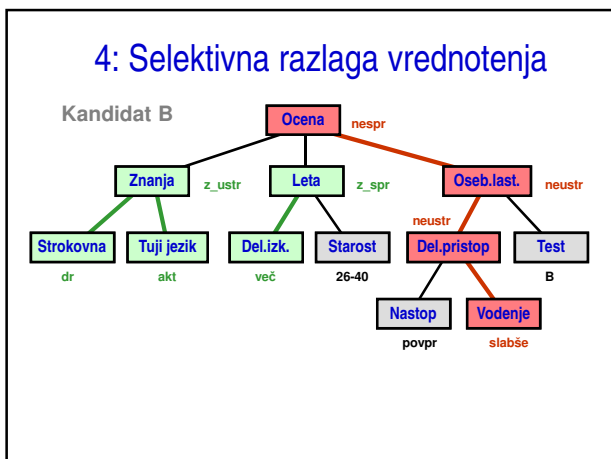 4: Selektivna razlaga vrednotenja
Kandidat B
Ocena
nespr
Znanja
z_ustr
Leta
z_spr
Oseb.last.
neustr
neustr
Strokovna
Tuji jezik
Del.izk.
Starost
Del.pristop
Test
dr
akt
več
26-40
B
Nastop
Vodenje
povpr
slabše